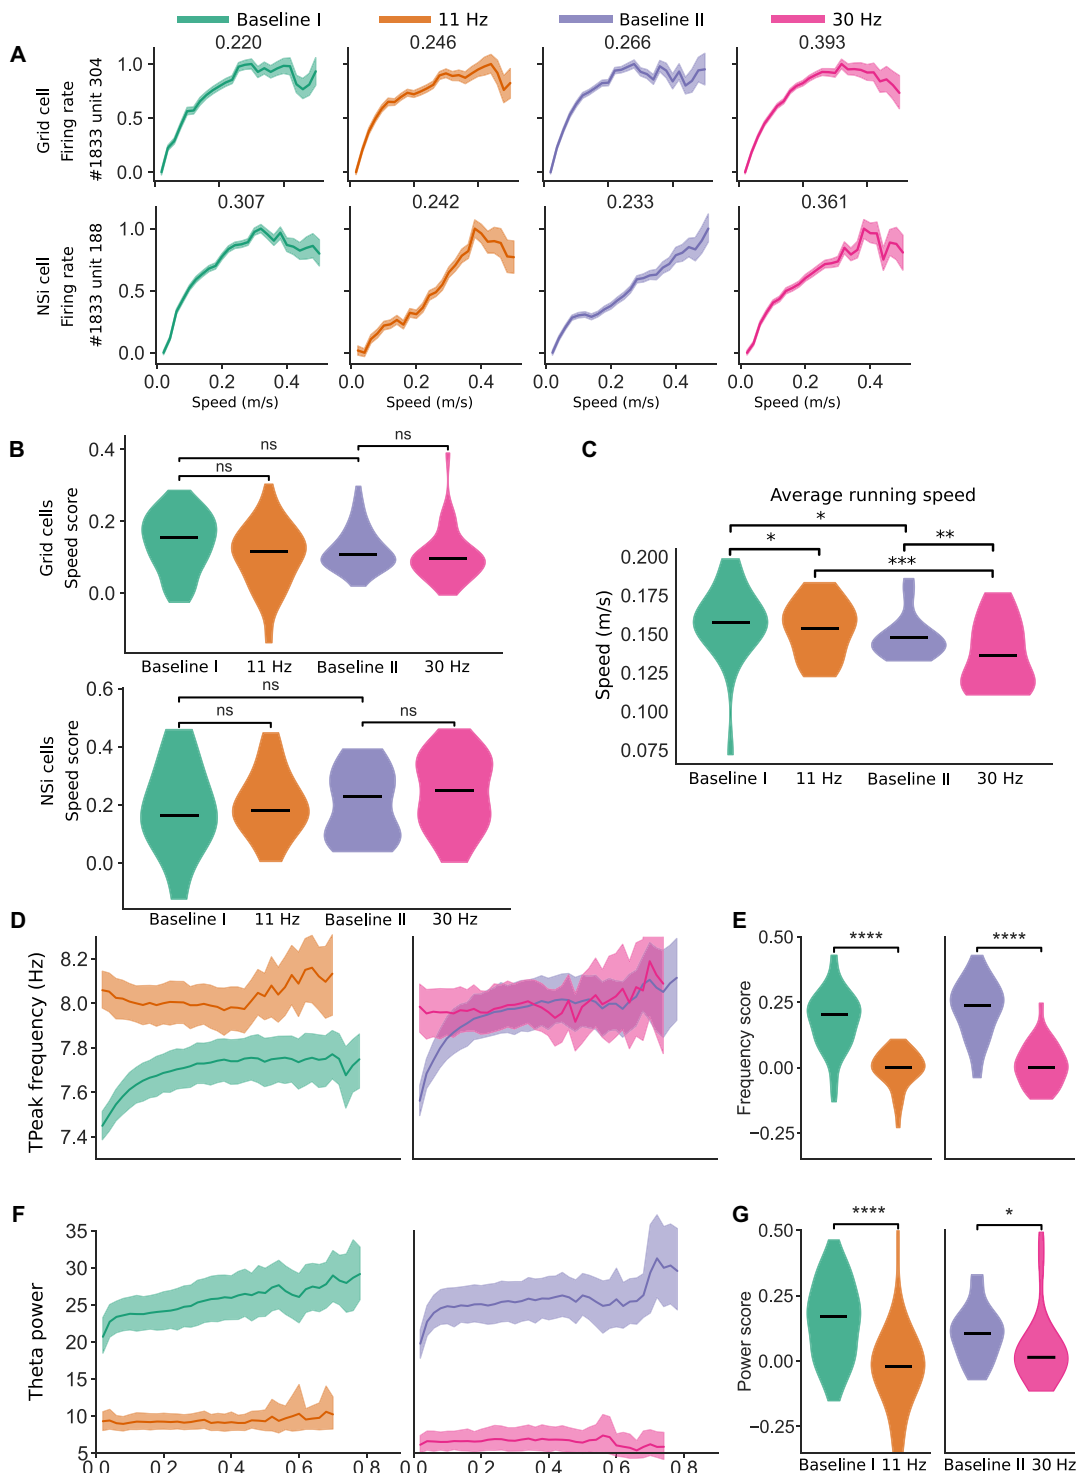 Baseline I 11 Hz Baseline II 30 Hz
A
0.220 0.246 0.266 0.393
Grid cell
Firing rate
#1833 unit 304
1.0
0.5
0.0
0.307 0.242 0.233 0.361
NSi cell
Firing rate
#1833 unit 188
1.0
0.5
0.0
0.0 0.2 0.4 0.0 0.2 0.4 0.0 0.2 0.4 0.0 0.2 0.4
Speed (m/s) Speed (m/s) Speed (m/s) Speed (m/s)
B
Grid cells
Speed score
0.4
0.2
0.0
ns ns ns
Baseline I 11 Hz Baseline II 30 Hz
NSi cells
Speed score
0.6
0.4
0.2
0.0
ns ns ns
Baseline I 11 Hz Baseline II 30 Hz
C
Average running speed
* * ** ***
Speed (m/s)
0.200
0.175
0.150
0.125
0.100
0.075
Baseline I 11 Hz Baseline II 30 Hz
D
TPeak frequency (Hz)
8.2
8.0
7.8
7.6
7.4
E
Frequency score
0.50
0.25
0.00
−0.25
**** ****
F
Theta power
35
30
25
20
15
10
5
0.0 0.2 0.4 0.6 0.8 0.0 0.2 0.4 0.6 0.8
G
Power score
0.50
0.25
0.00
−0.25
**** *
Baseline I 11 Hz Baseline II 30 Hz